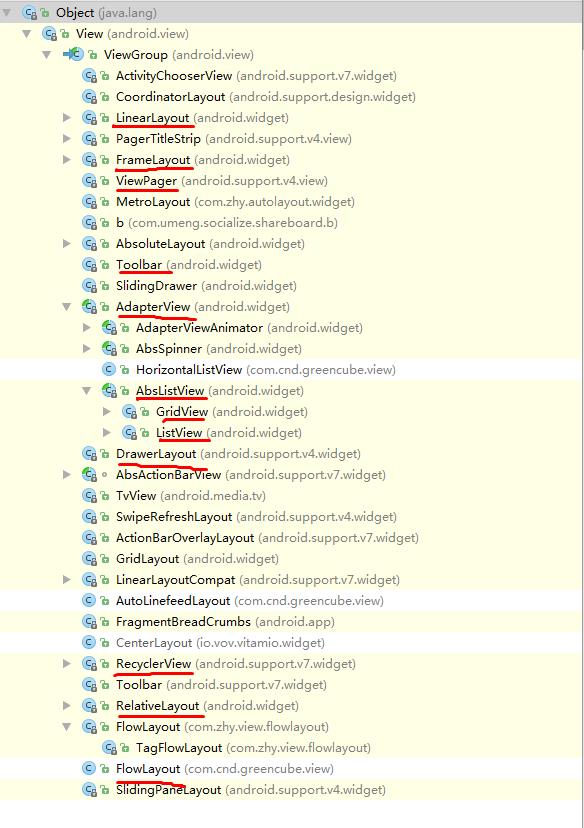 Object (java.lang)
View (android.view)
ViewGroup (android.view)
ActivityChooserView (android.support.v7.widget)
CoordinatorLayout (android.support.design.widget)
LinearLayout (android.widget)
PagerTitleStrip (android.support.v4.view)
FrameLayout (android.widget)
ViewPager (android.support.v4.view)
MetroLayout (com.zhy.autolayout.widget)
b (com.umeng.socialize.shareboard.b)
AbsoluteLayout (android.widget)
Toolbar (android.widget)
SlidingDrawer (android.widget)
AdapterView (android.widget)
AdapterViewAnimator (android.widget)
AbsSpinner (android.widget)
HorizontalListView (com.cnd.greencube.view)
AbsListView (android.widget)
GridView (android.widget)
ListView (android.widget)
DrawerLayout (android.support.v4.widget)
AbsActionBarView (android.support.v7.widget)
TvView (android.media.tv)
SwipeRefreshLayout (android.support.v4.widget)
ActionBarOverlayLayout (android.support.v7.widget)
GridLayout (android.widget)
LinearLayoutCompat (android.support.v7.widget)
AutoLinefeedLayout (com.cnd.greencube.view)
FragmentBreadCrumbs (android.app)
CenterLayout (io.vov.vitamio.widget)
RecyclerView (android.support.v7.widget)
Toolbar (android.support.v7.widget)
RelativeLayout (android.widget)
FlowLayout (com.zhy.view.flowlayout)
TagFlowLayout (com.zhy.view.flowlayout)
FlowLayout (com.cnd.greencube.view)
SlidingPaneLayout (android.support.v4.widget)